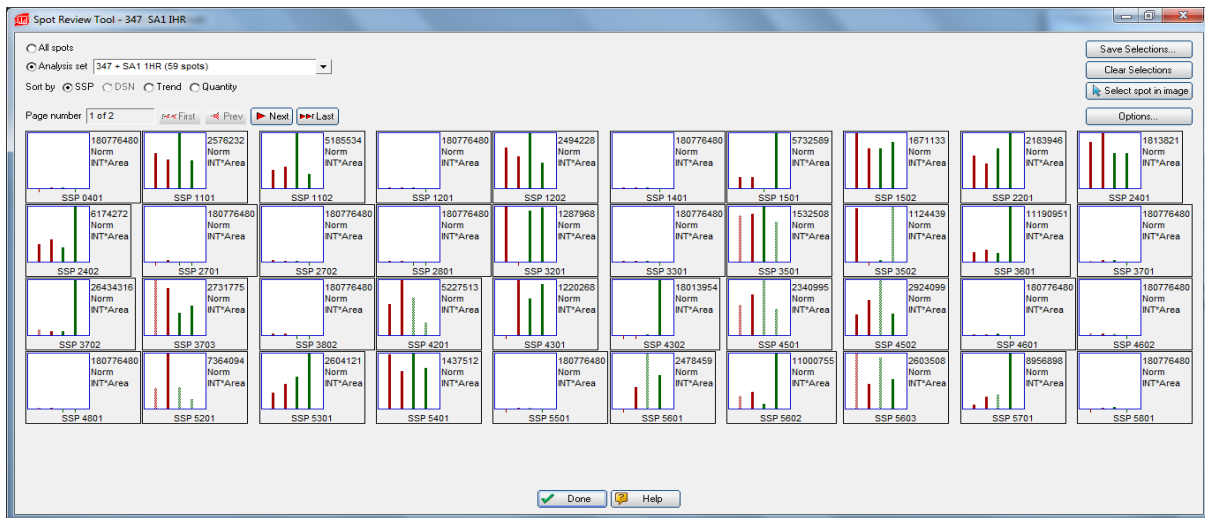 Spot Review Tool - 347 SA1 IHR
All spots
Analysis set 347 + SA1 1HR (59 spots)
Sort by SSP DSN Trend Quantity
Page number 1 of 2 First Prev Next Last
Save Selections...
Clear Selections
Select spot in image
Options...
180776480 Norm INT*Area SSP 0401
2576232 Norm INT*Area SSP 1101
5185534 Norm INT*Area SSP 1102
180776480 Norm INT*Area SSP 1201
2494228 Norm INT*Area SSP 1202
180776480 Norm INT*Area SSP 1401
5732589 Norm INT*Area SSP 1501
1671133 Norm INT*Area SSP 1502
2183946 Norm INT*Area SSP 2201
1813821 Norm INT*Area SSP 2401
6174272 Norm INT*Area SSP 2402
180776480 Norm INT*Area SSP 2701
180776480 Norm INT*Area SSP 2702
180776480 Norm INT*Area SSP 2801
1287968 Norm INT*Area SSP 3201
180776480 Norm INT*Area SSP 3301
1532508 Norm INT*Area SSP 3501
1124439 Norm INT*Area SSP 3502
11190951 Norm INT*Area SSP 3601
180776480 Norm INT*Area SSP 3701
26434316 Norm INT*Area SSP 3702
2731775 Norm INT*Area SSP 3703
180776480 Norm INT*Area SSP 3802
5227513 Norm INT*Area SSP 4201
1220268 Norm INT*Area SSP 4301
18013954 Norm INT*Area SSP 4302
2340995 Norm INT*Area SSP 4501
2924099 Norm INT*Area SSP 4502
180776480 Norm INT*Area SSP 4601
180776480 Norm INT*Area SSP 4602
180776480 Norm INT*Area SSP 4801
7364094 Norm INT*Area SSP 5201
2604121 Norm INT*Area SSP 5301
1437512 Norm INT*Area SSP 5401
180776480 Norm INT*Area SSP 5501
2478459 Norm INT*Area SSP 5601
11000755 Norm INT*Area SSP 5602
2603508 Norm INT*Area SSP 5603
8956898 Norm INT*Area SSP 5701
180776480 Norm INT*Area SSP 5801
Done Help